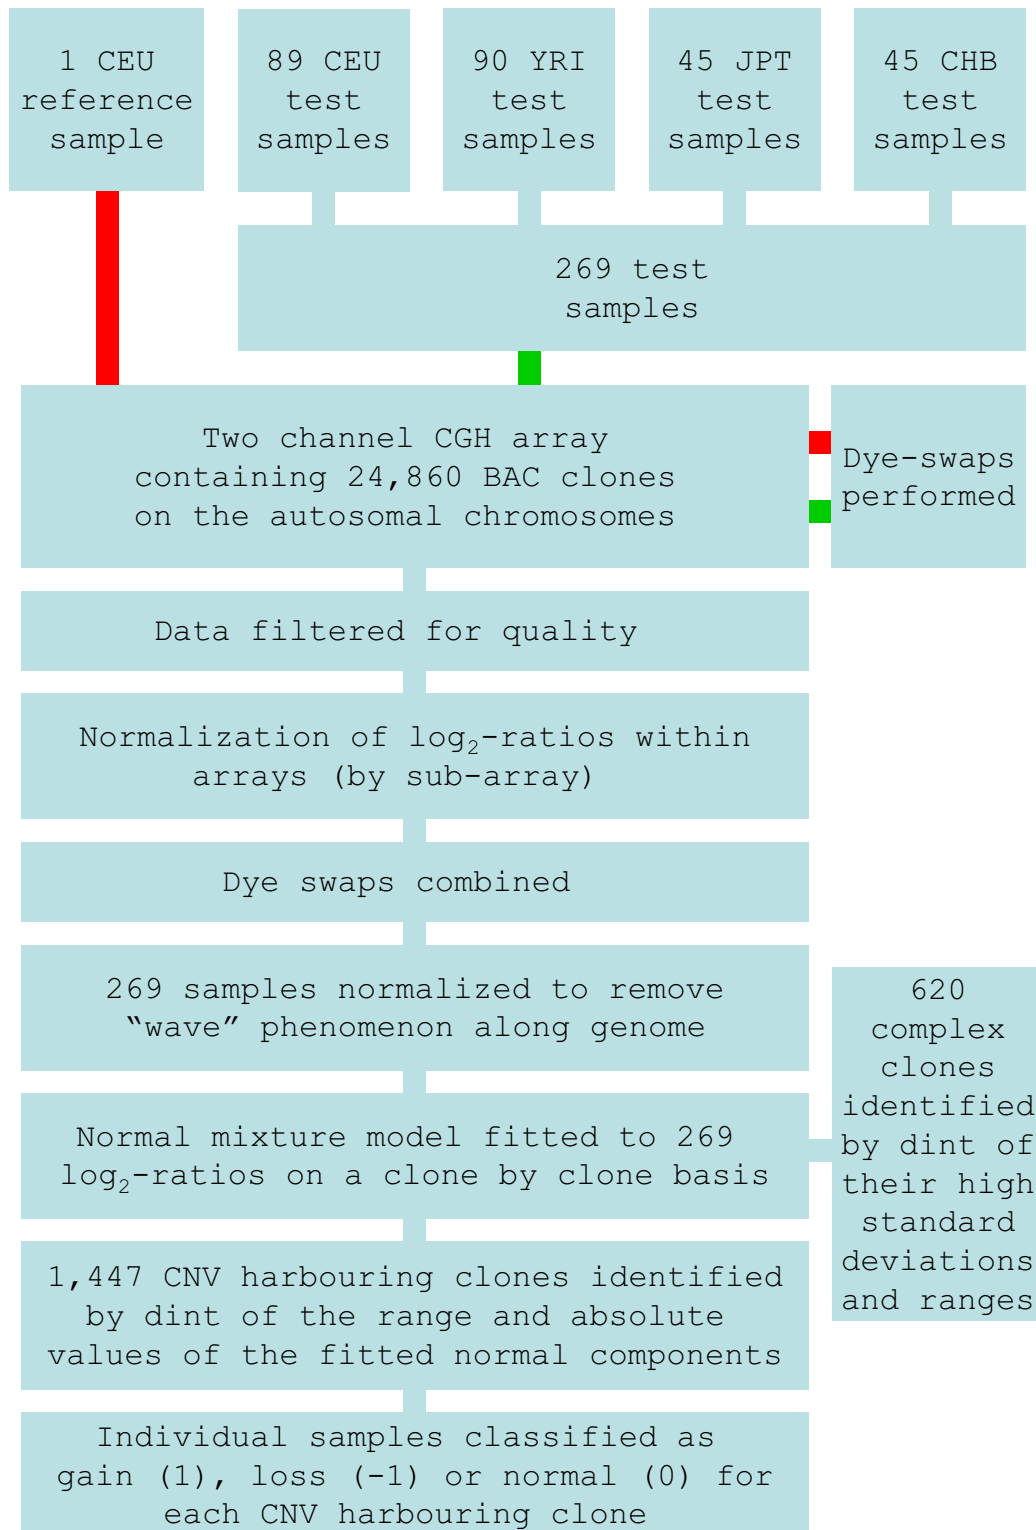 1 CEU
reference
sample
89 CEU
test
samples
90 YRI
test
samples
45 JPT
test
samples
45 CHB
test
samples
269 test
samples
Two channel CGH array
containing 24,860 BAC clones
on the autosomal chromosomes
Dye-swaps
performed
Data filtered for quality
Normalization of log₂-ratios within
arrays (by sub-array)
Dye swaps combined
269 samples normalized to remove
“wave” phenomenon along genome
620
complex
clones
identified
by dint of
their high
standard
deviations
and ranges
Normal mixture model fitted to 269
log₂-ratios on a clone by clone basis
1,447 CNV harbouring clones identified
by dint of the range and absolute
values of the fitted normal components
Individual samples classified as
gain (1), loss (-1) or normal (0) for
each CNV harbouring clone